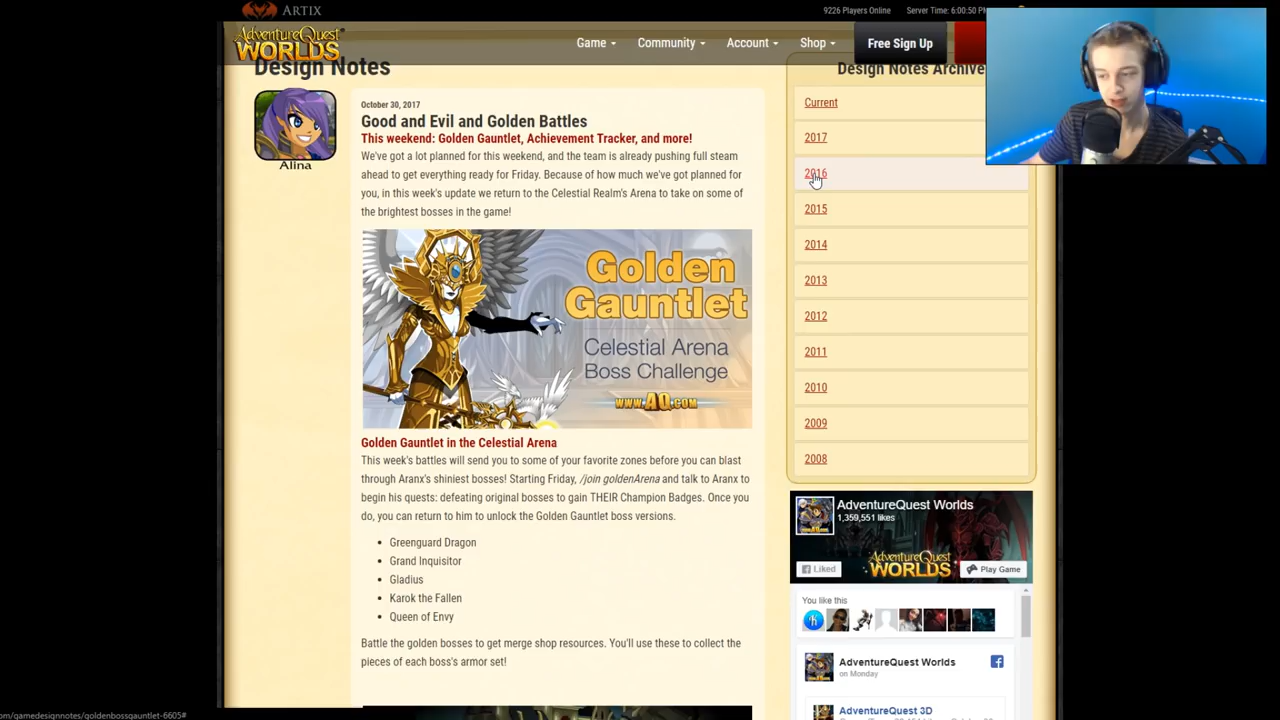 ARTIX
9226 Players Online
Server Time: 6:00:50
AdventureQuest
WORLDS
Game
Community
Account
Shop
Free Sign Up
Design Notes
Alina
October 30, 2017
Good and Evil and Golden Battles
This weekend: Golden Gauntlet, Achievement Tracker, and more!
We've got a lot planned for this weekend, and the team is already pushing full steam
ahead to get everything ready for Friday. Because of how much we've got planned for
you, in this week's update we return to the Celestial Realm's Arena to take on some of
the brightest bosses in the game!
Golden
Gauntlet
Celestial Arena
Boss Challenge
WWW.AQ.COM
Golden Gauntlet in the Celestial Arena
This week's battles will send you to some of your favorite zones before you can blast
through Aranx's shiniest bosses! Starting Friday, /join goldenArena and talk to Aranx to
begin his quests: defeating original bosses to gain THEIR Champion Badges. Once you
do, you can return to him to unlock the Golden Gauntlet boss versions.
Greenguard Dragon
Grand Inquisitor
Gladius
Karok the Fallen
Queen of Envy
Battle the golden bosses to get merge shop resources. You'll use these to collect the
pieces of each boss's armor set!
Design Notes Archive
Current
2017
2016
2015
2014
2013
2012
2011
2010
2009
2008
AdventureQuest Worlds
1,359,551 likes
AdventureQuest
WORLDS
Liked
Play Game
You like this
AdventureQuest Worlds
on Monday
AdventureQuest 3D
om/gamedesignnotes/goldenbossgauntlet-6605#